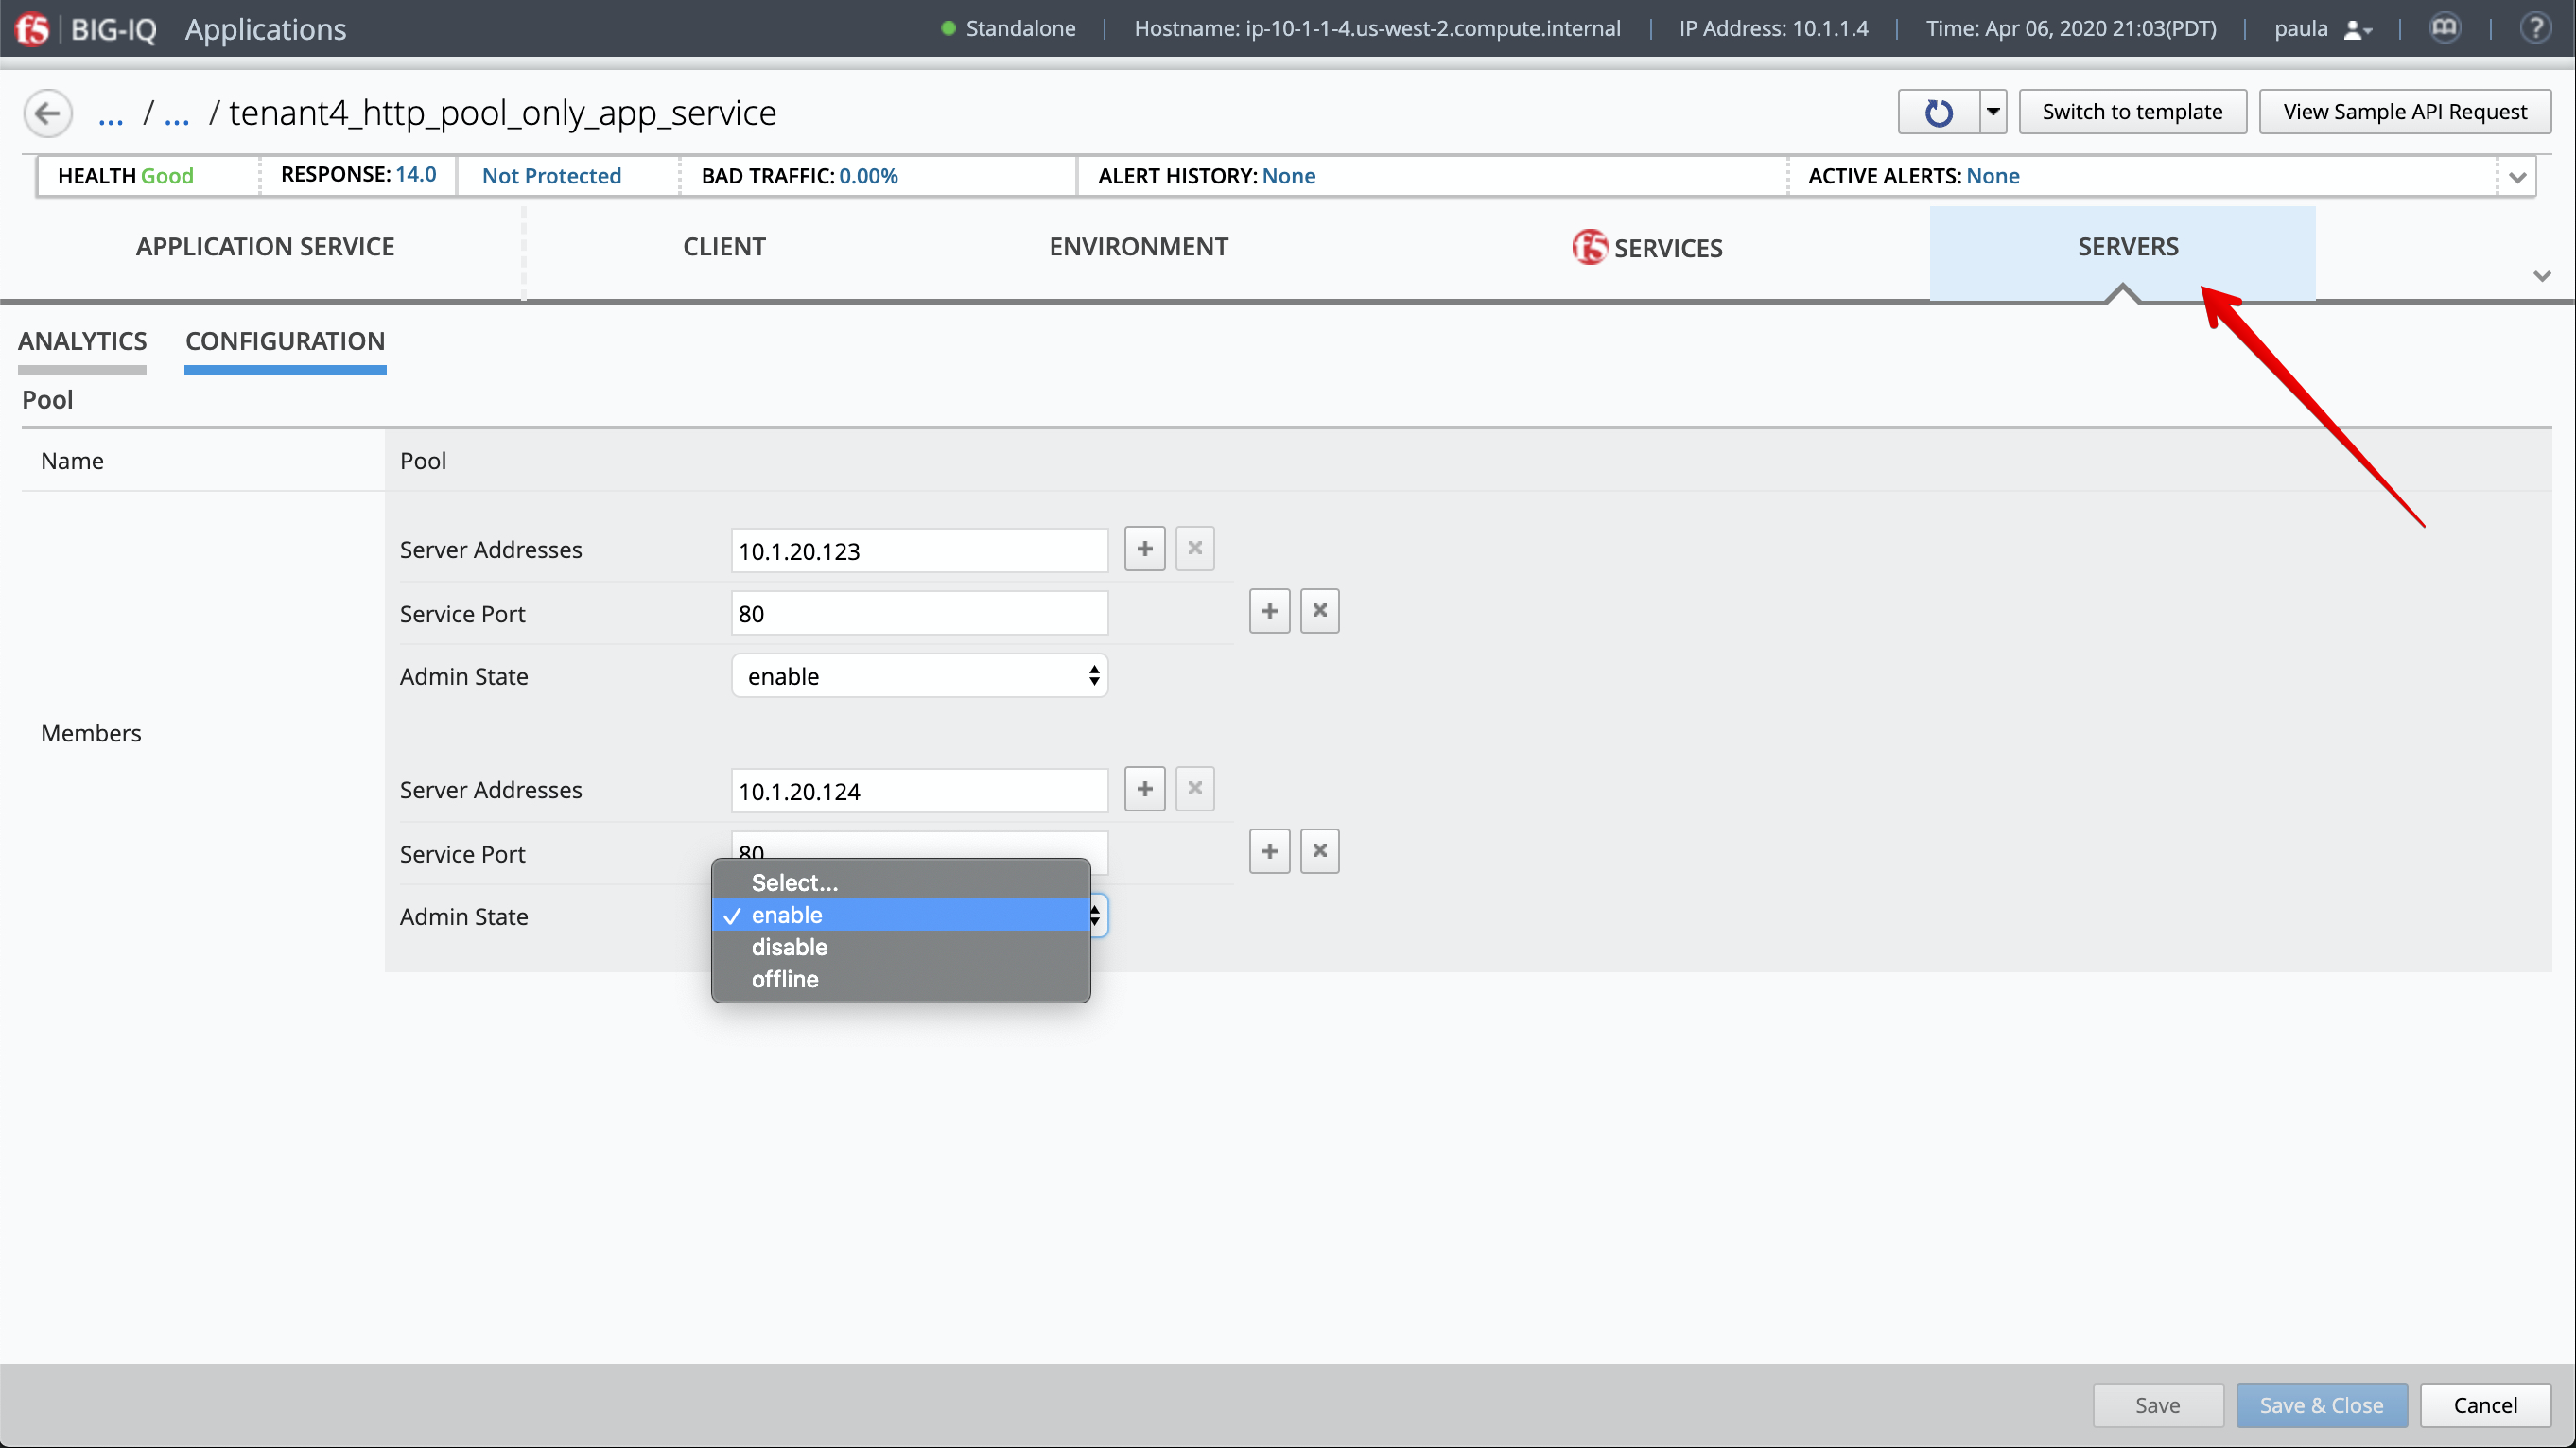 f5 BIG-IQ Applications Standalone Hostname: ip-10-1-1-4.us-west-2.compute.internal IP Address: 10.1.1.4 Time: Apr 06, 2020 21:03(PDT) paula ?
... / ... / tenant4_http_pool_only_app_service Switch to template View Sample API Request
HEALTH Good RESPONSE: 14.0 Not Protected BAD TRAFFIC: 0.00% ALERT HISTORY: None ACTIVE ALERTS: None
APPLICATION SERVICE CLIENT ENVIRONMENT f5 SERVICES SERVERS
ANALYTICS CONFIGURATION
Pool
Name Pool
Members
Server Addresses 10.1.20.123
Service Port 80
Admin State enable
Server Addresses 10.1.20.124
Service Port 80
Admin State
Select...
✓ enable
disable
offline
Save Save & Close Cancel